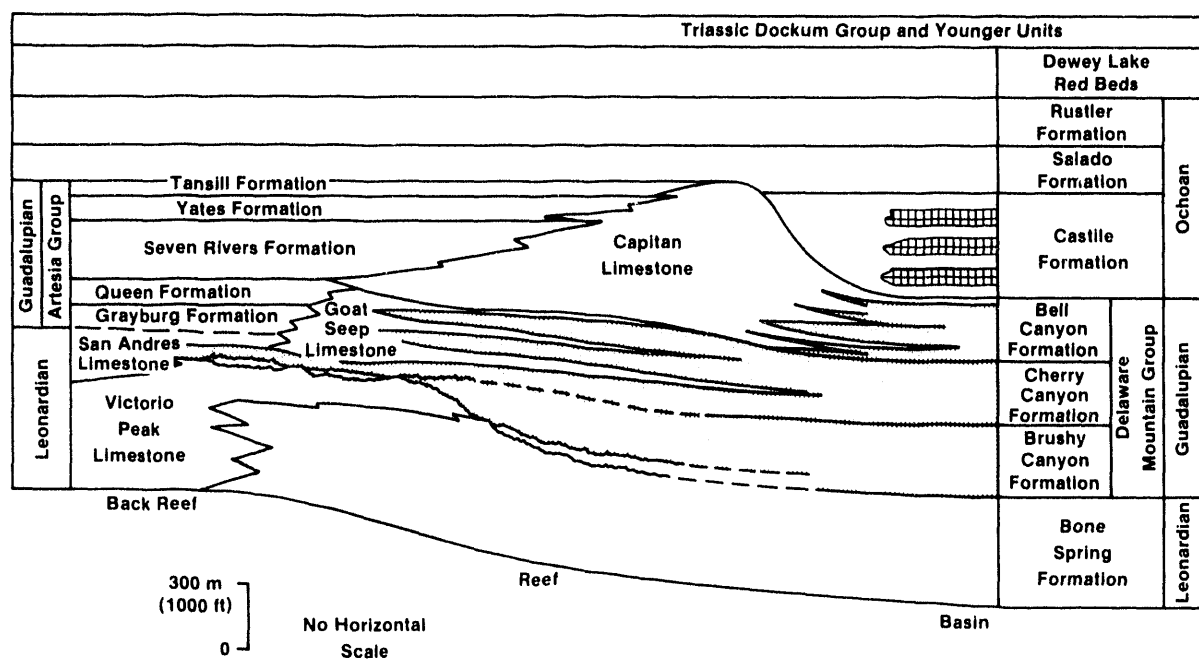 Triassic Dockum Group and Younger Units
Dewey Lake
Red Beds
Rustler
Formation
Salado
Formation
Ochoan
Castile
Formation
Tansill Formation
Yates Formation
Seven Rivers Formation
Queen Formation
Grayburg Formation
San Andres
Limestone
Victorio
Peak
Limestone
Guadalupian
Artesia Group
Leonardian
Capitan
Limestone
Goat
Seep
Limestone
Bell
Canyon
Formation
Cherry
Canyon
Formation
Brushy
Canyon
Formation
Delaware
Mountain Group
Guadalupian
Bone
Spring
Formation
Leonardian
Back Reef
Reef
Basin
300 m
(1000 ft)
0
No Horizontal
Scale